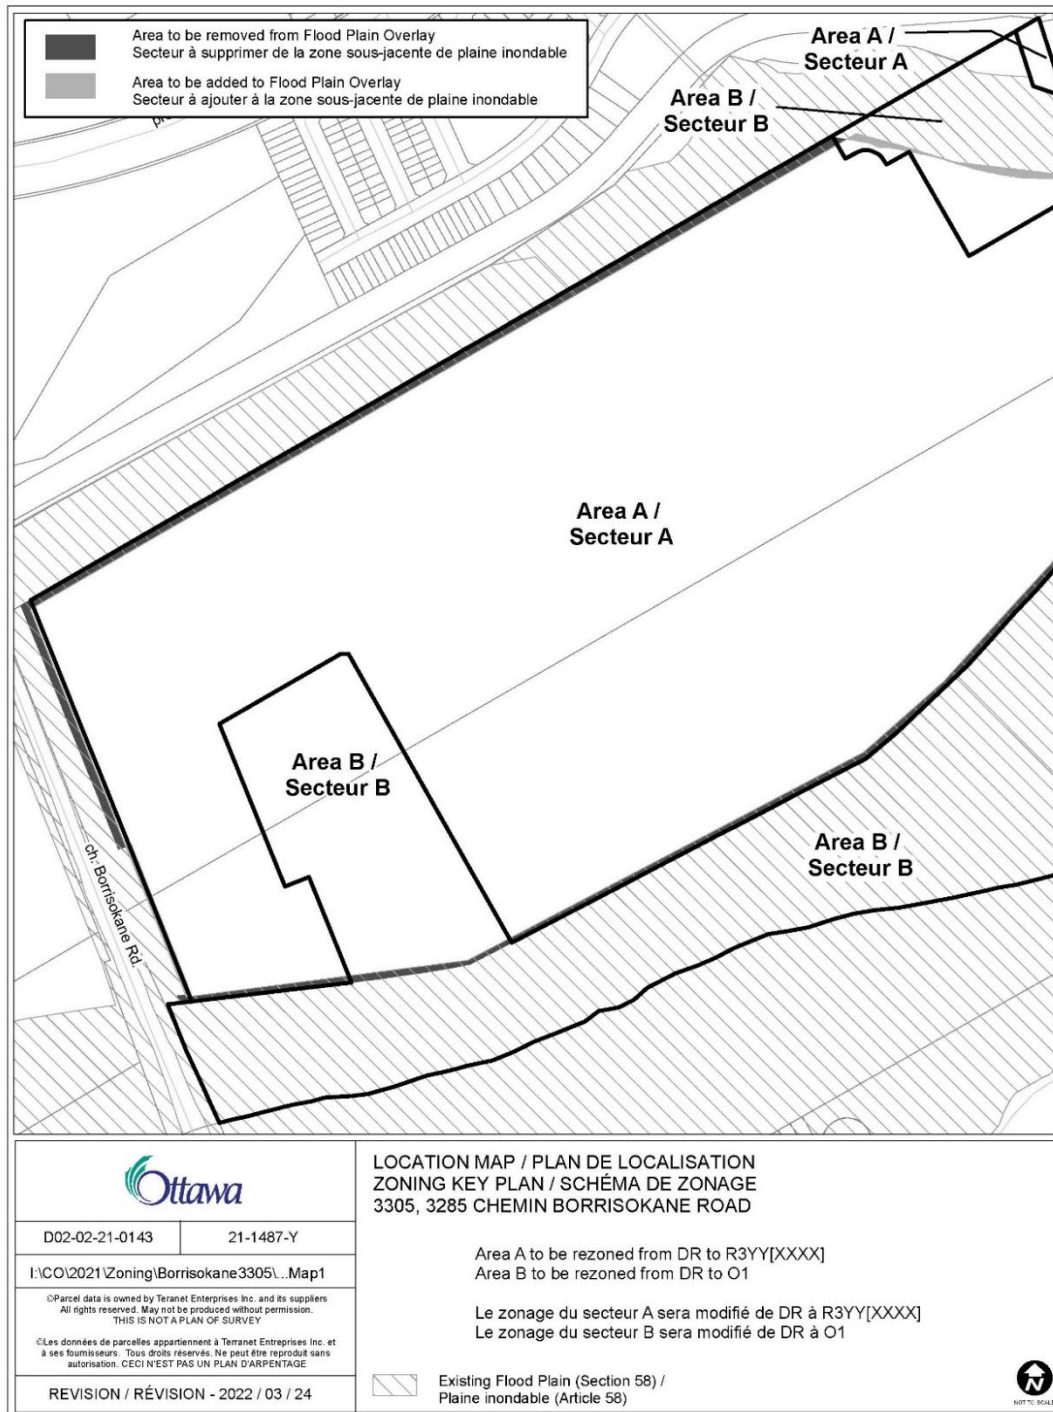 Area to be removed from Flood Plain Overlay
Secteur à supprimer de la zone sous-jacente de plaine inondable
Area to be added to Flood Plain Overlay
Secteur à ajouter à la zone sous-jacente de plaine inondable
Area A /
Secteur A
Area B /
Secteur B
Area A /
Secteur A
Area B /
Secteur B
Area B /
Secteur B
ch. Borrisokane Rd.
Ottawa
D02-02-21-0143
21-1487-Y
I:\CO\2021\Zoning\Borrisokane3305\...Map1
©Parcel data is owned by Teranet Enterprises Inc. and its suppliers
All rights reserved. May not be produced without permission.
THIS IS NOT A PLAN OF SURVEY
©Les données de parcelles appartiennent à Terranet Entreprises Inc. et
à ses fournisseurs. Tous droits réservés. Ne peut être reproduit sans
autorisation. CECI N'EST PAS UN PLAN D'ARPENTAGE
REVISION / RÉVISION - 2022 / 03 / 24
LOCATION MAP / PLAN DE LOCALISATION
ZONING KEY PLAN / SCHÉMA DE ZONAGE
3305, 3285 CHEMIN BORRISOKANE ROAD
Area A to be rezoned from DR to R3YY[XXXX]
Area B to be rezoned from DR to O1
Le zonage du secteur A sera modifié de DR à R3YY[XXXX]
Le zonage du secteur B sera modifié de DR à O1
Existing Flood Plain (Section 58) /
Plaine inondable (Article 58)
N
NOT TO SCALE